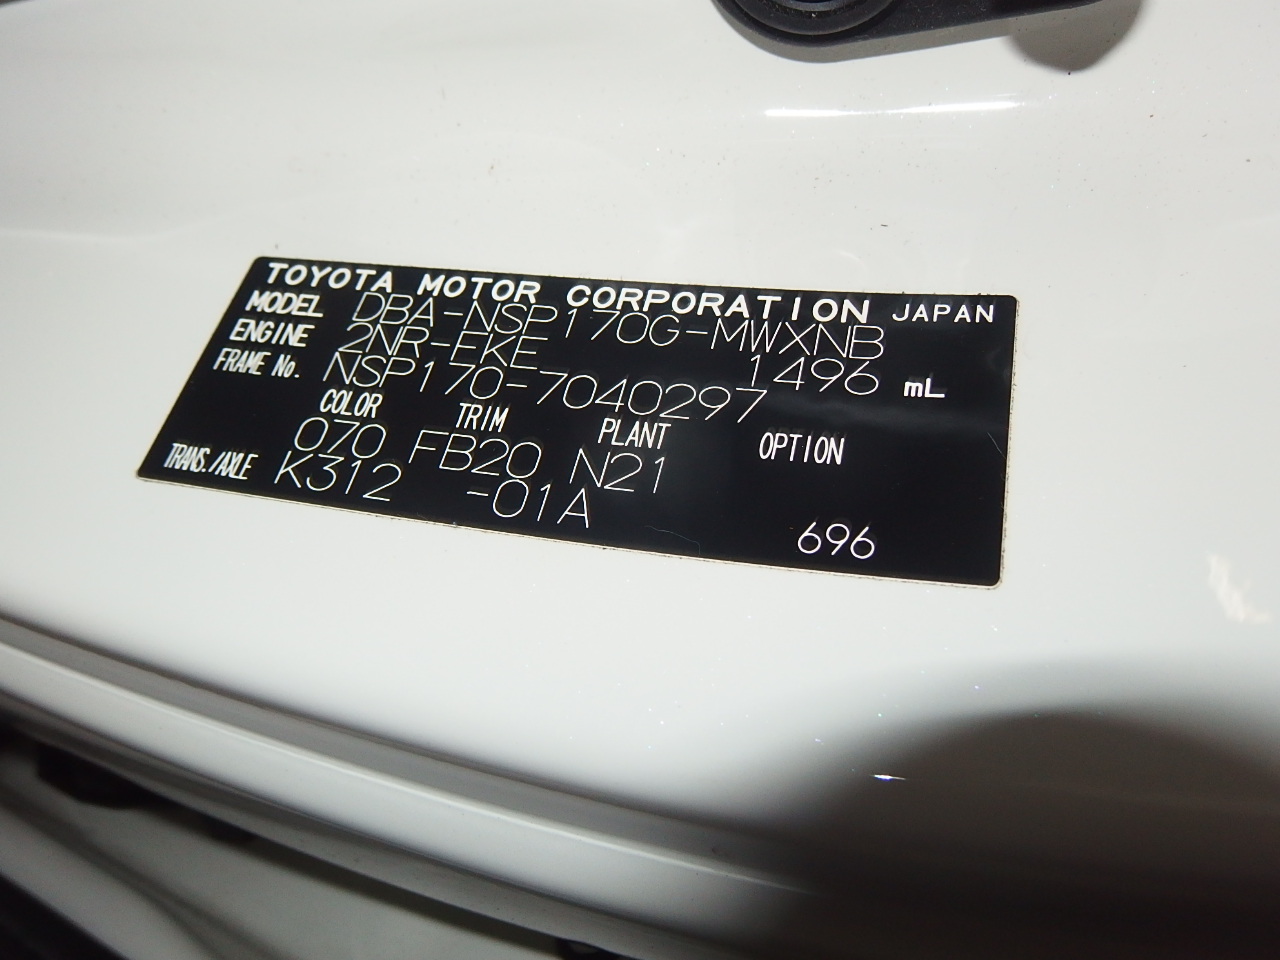 TOYOTA MOTOR CORPORATION JAPAN
MODEL DBA-NSP170G-MWXNB
ENGINE 2NR-FKE 1496 mL
FRAME No. NSP170-7040297
COLOR TRIM PLANT OPTION
070 FB20 N21
TRANS./AXLE K312 -01A
696